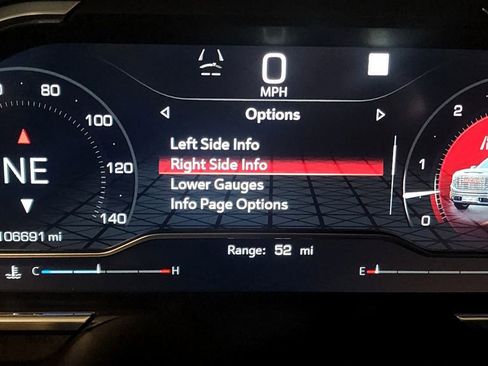 0
MPH
Options
Left Side Info
Right Side Info
Lower Gauges
Info Page Options
Range: 52 mi
60
80
100
120
140
NE
106691 mi
C
H
E
2
1
0